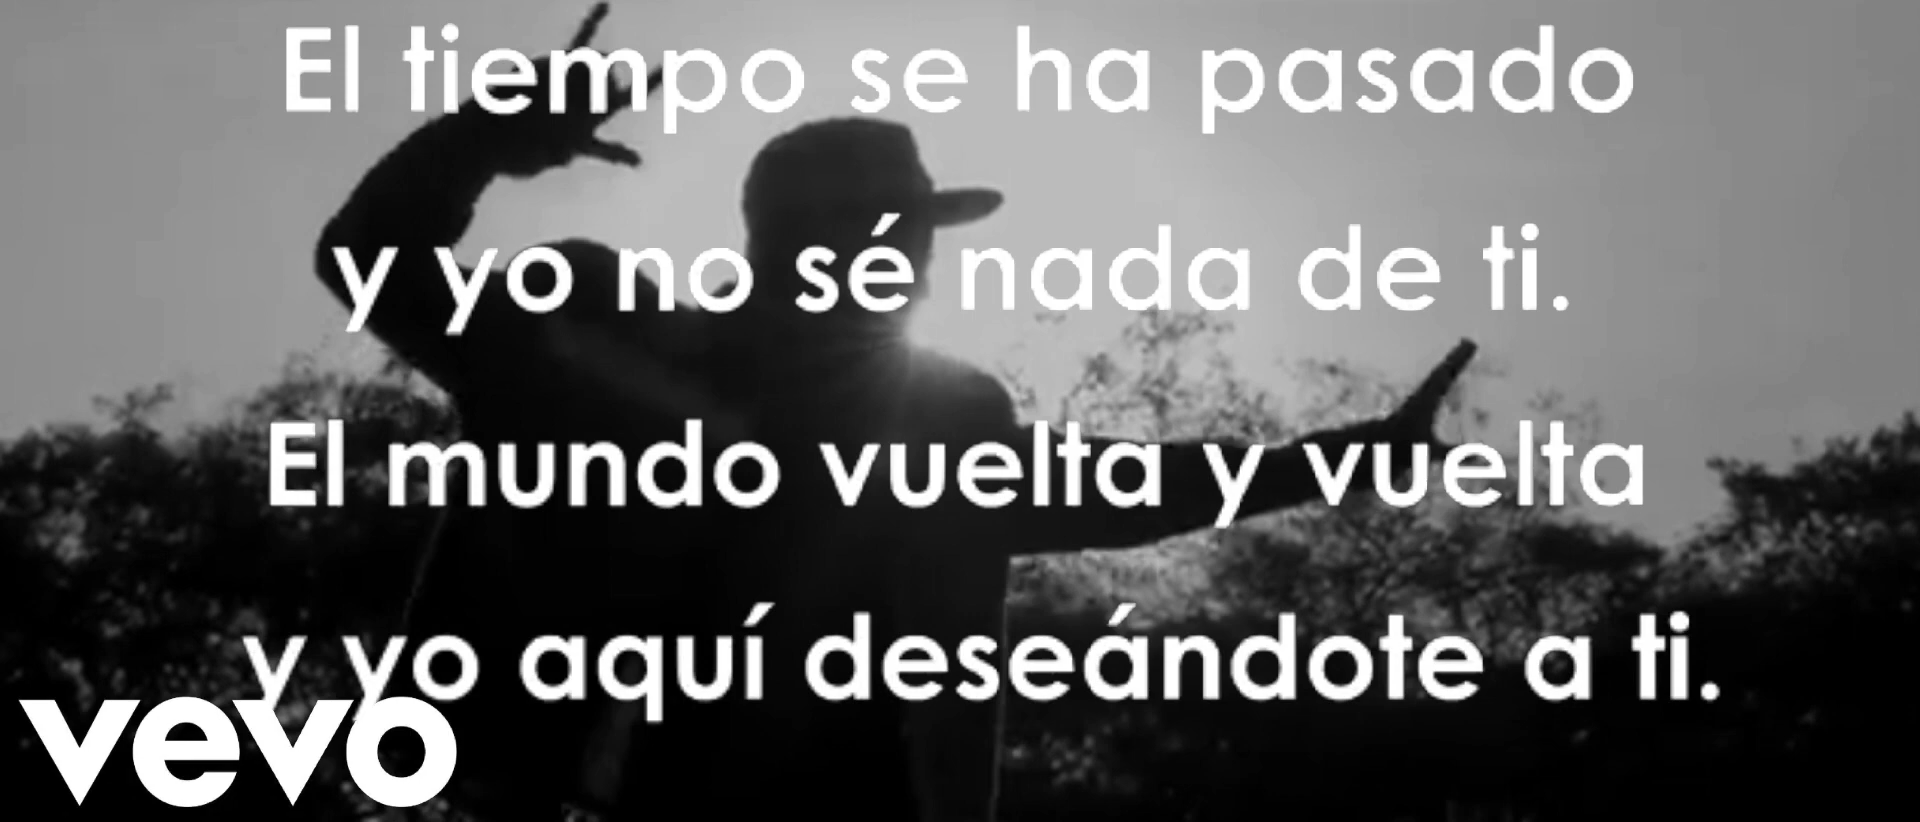 El tiempo se ha pasado
y yo no sé nada de ti.
El mundo vuelta y vuelta
y yo aquí deseándote a ti.
vevo